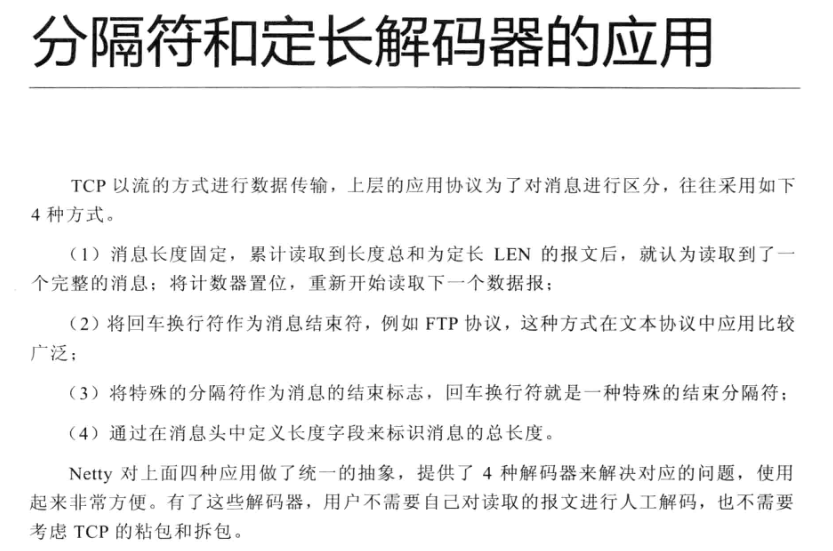 分隔符和定长解码器的应用
TCP 以流的方式进行数据传输，上层的应用协议为了对消息进行区分，往往采用如下
4 种方式。
（1）消息长度固定，累计读取到长度总和为定长 LEN 的报文后，就认为读取到了一
个完整的消息；将计数器置位，重新开始读取下一个数据报；
（2）将回车换行符作为消息结束符，例如 FTP 协议，这种方式在文本协议中应用比较
广泛；
（3）将特殊的分隔符作为消息的结束标志，回车换行符就是一种特殊的结束分隔符；
（4）通过在消息头中定义长度字段来标识消息的总长度。
Netty 对上面四种应用做了统一的抽象，提供了 4 种解码器来解决对应的问题，使用
起来非常方便。有了这些解码器，用户不需要自己对读取的报文进行人工解码，也不需要
考虑 TCP 的粘包和拆包。